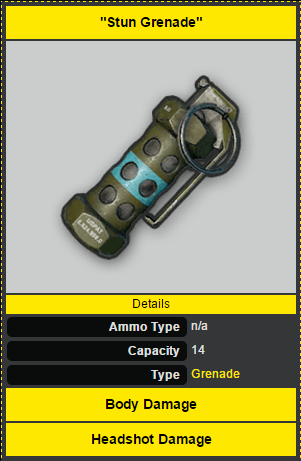 "Stun Grenade"
Details
Ammo Type n/a
Capacity 14
Type Grenade
Body Damage
Headshot Damage